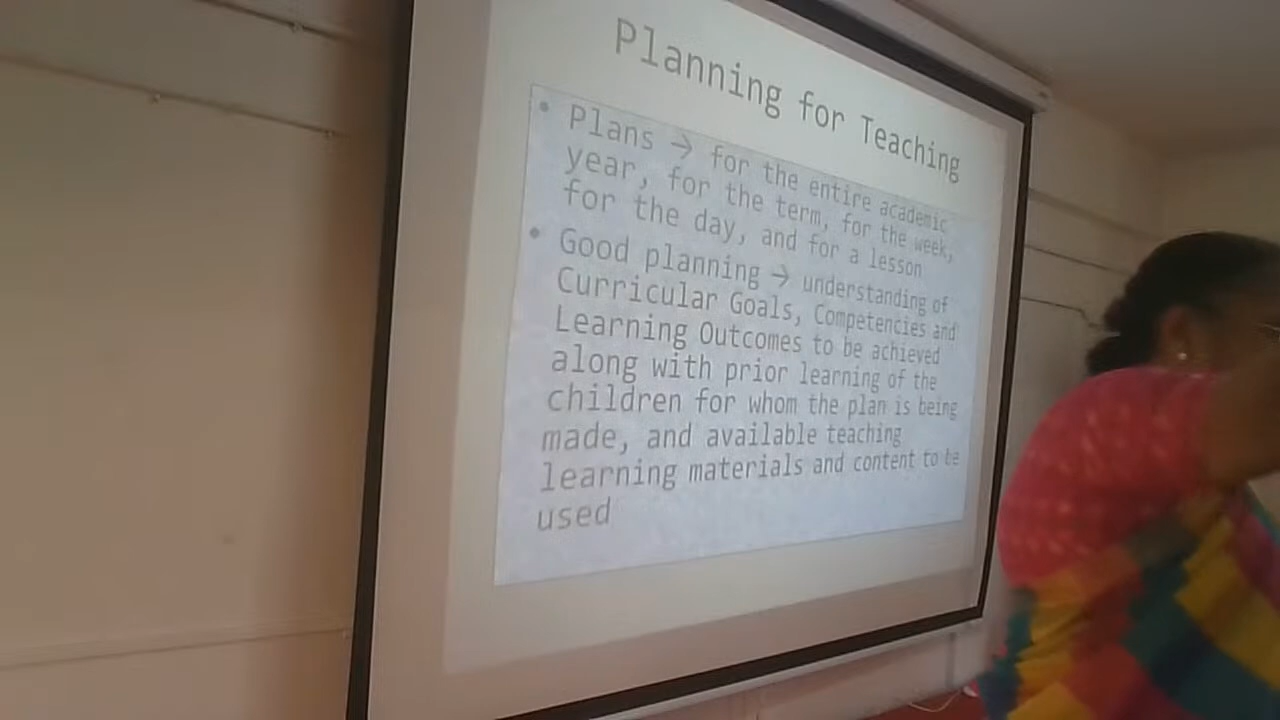 Planning for Teaching
• Plans → for the entire academic
year, for the term, for the week,
for the day, and for a lesson
• Good planning → understanding of
Curricular Goals, Competencies and
Learning Outcomes to be achieved
along with prior learning of the
children for whom the plan is being
made, and available teaching
learning materials and content to be
used